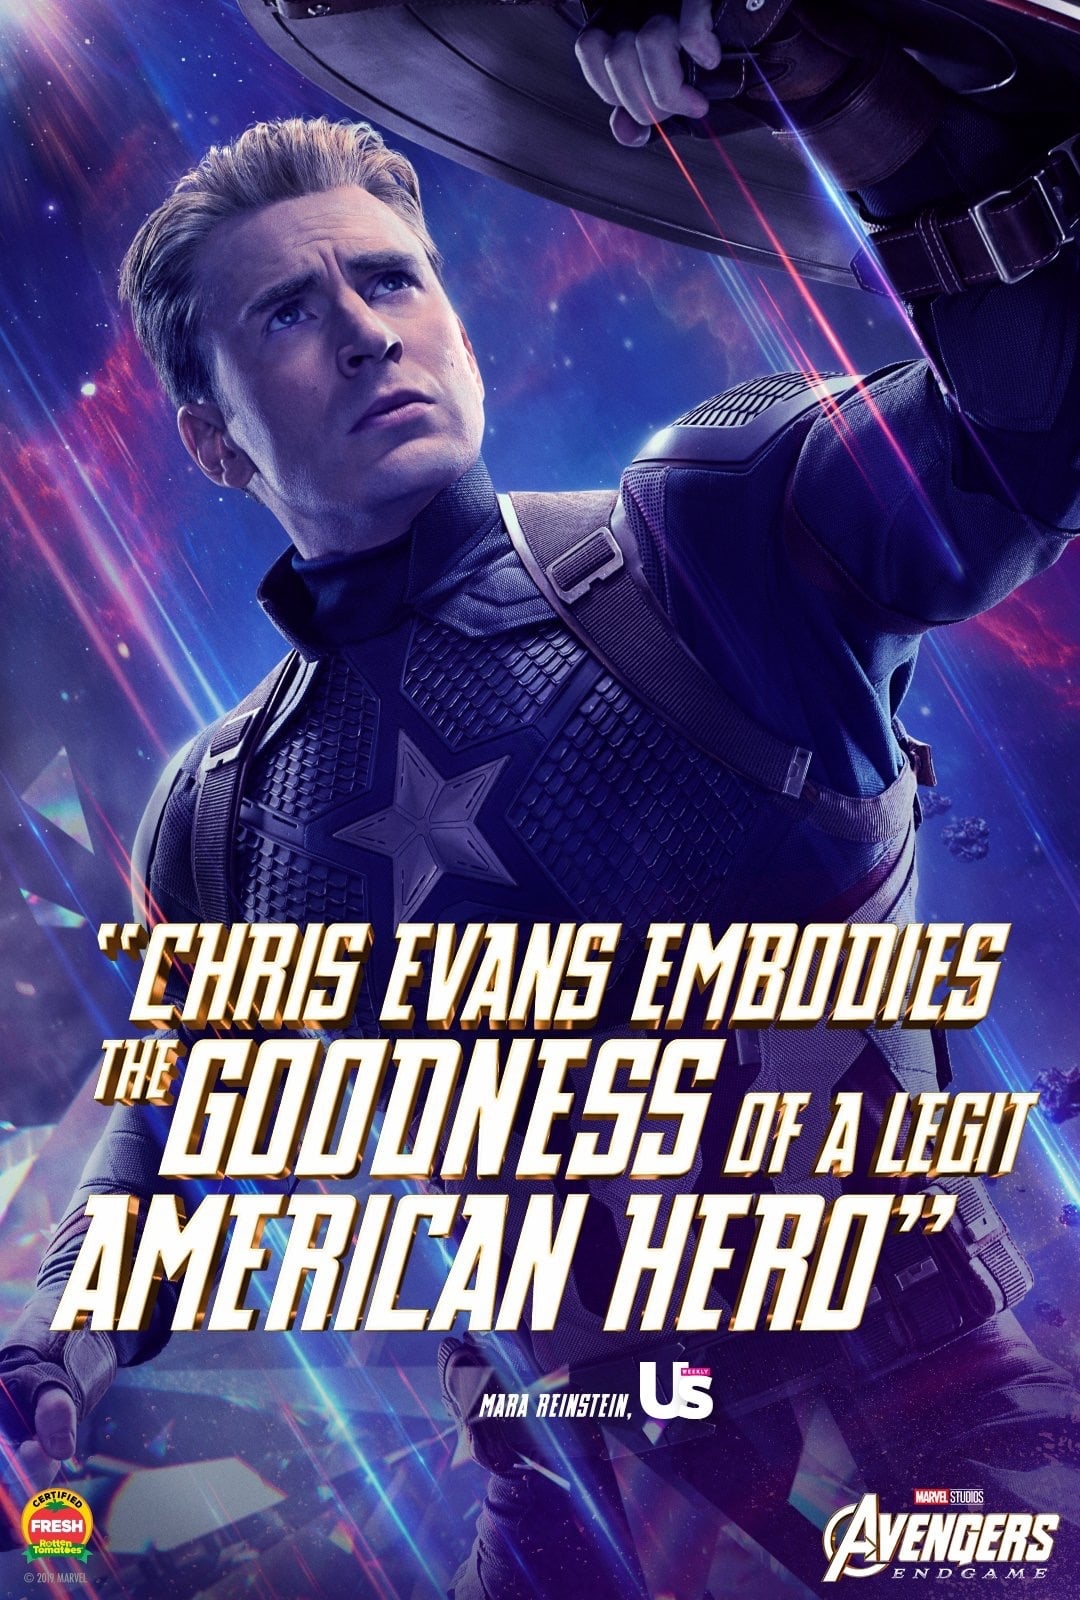 “CHRIS EVANS EMBODIES
THE GOODNESS OF A LEGIT
AMERICAN HERO”
MARA REINSTEIN, US WEEKLY
CERTIFIED
FRESH
Rotten
Tomatoes
© 2019 MARVEL
MARVEL STUDIOS
AVENGERS
ENDGAME